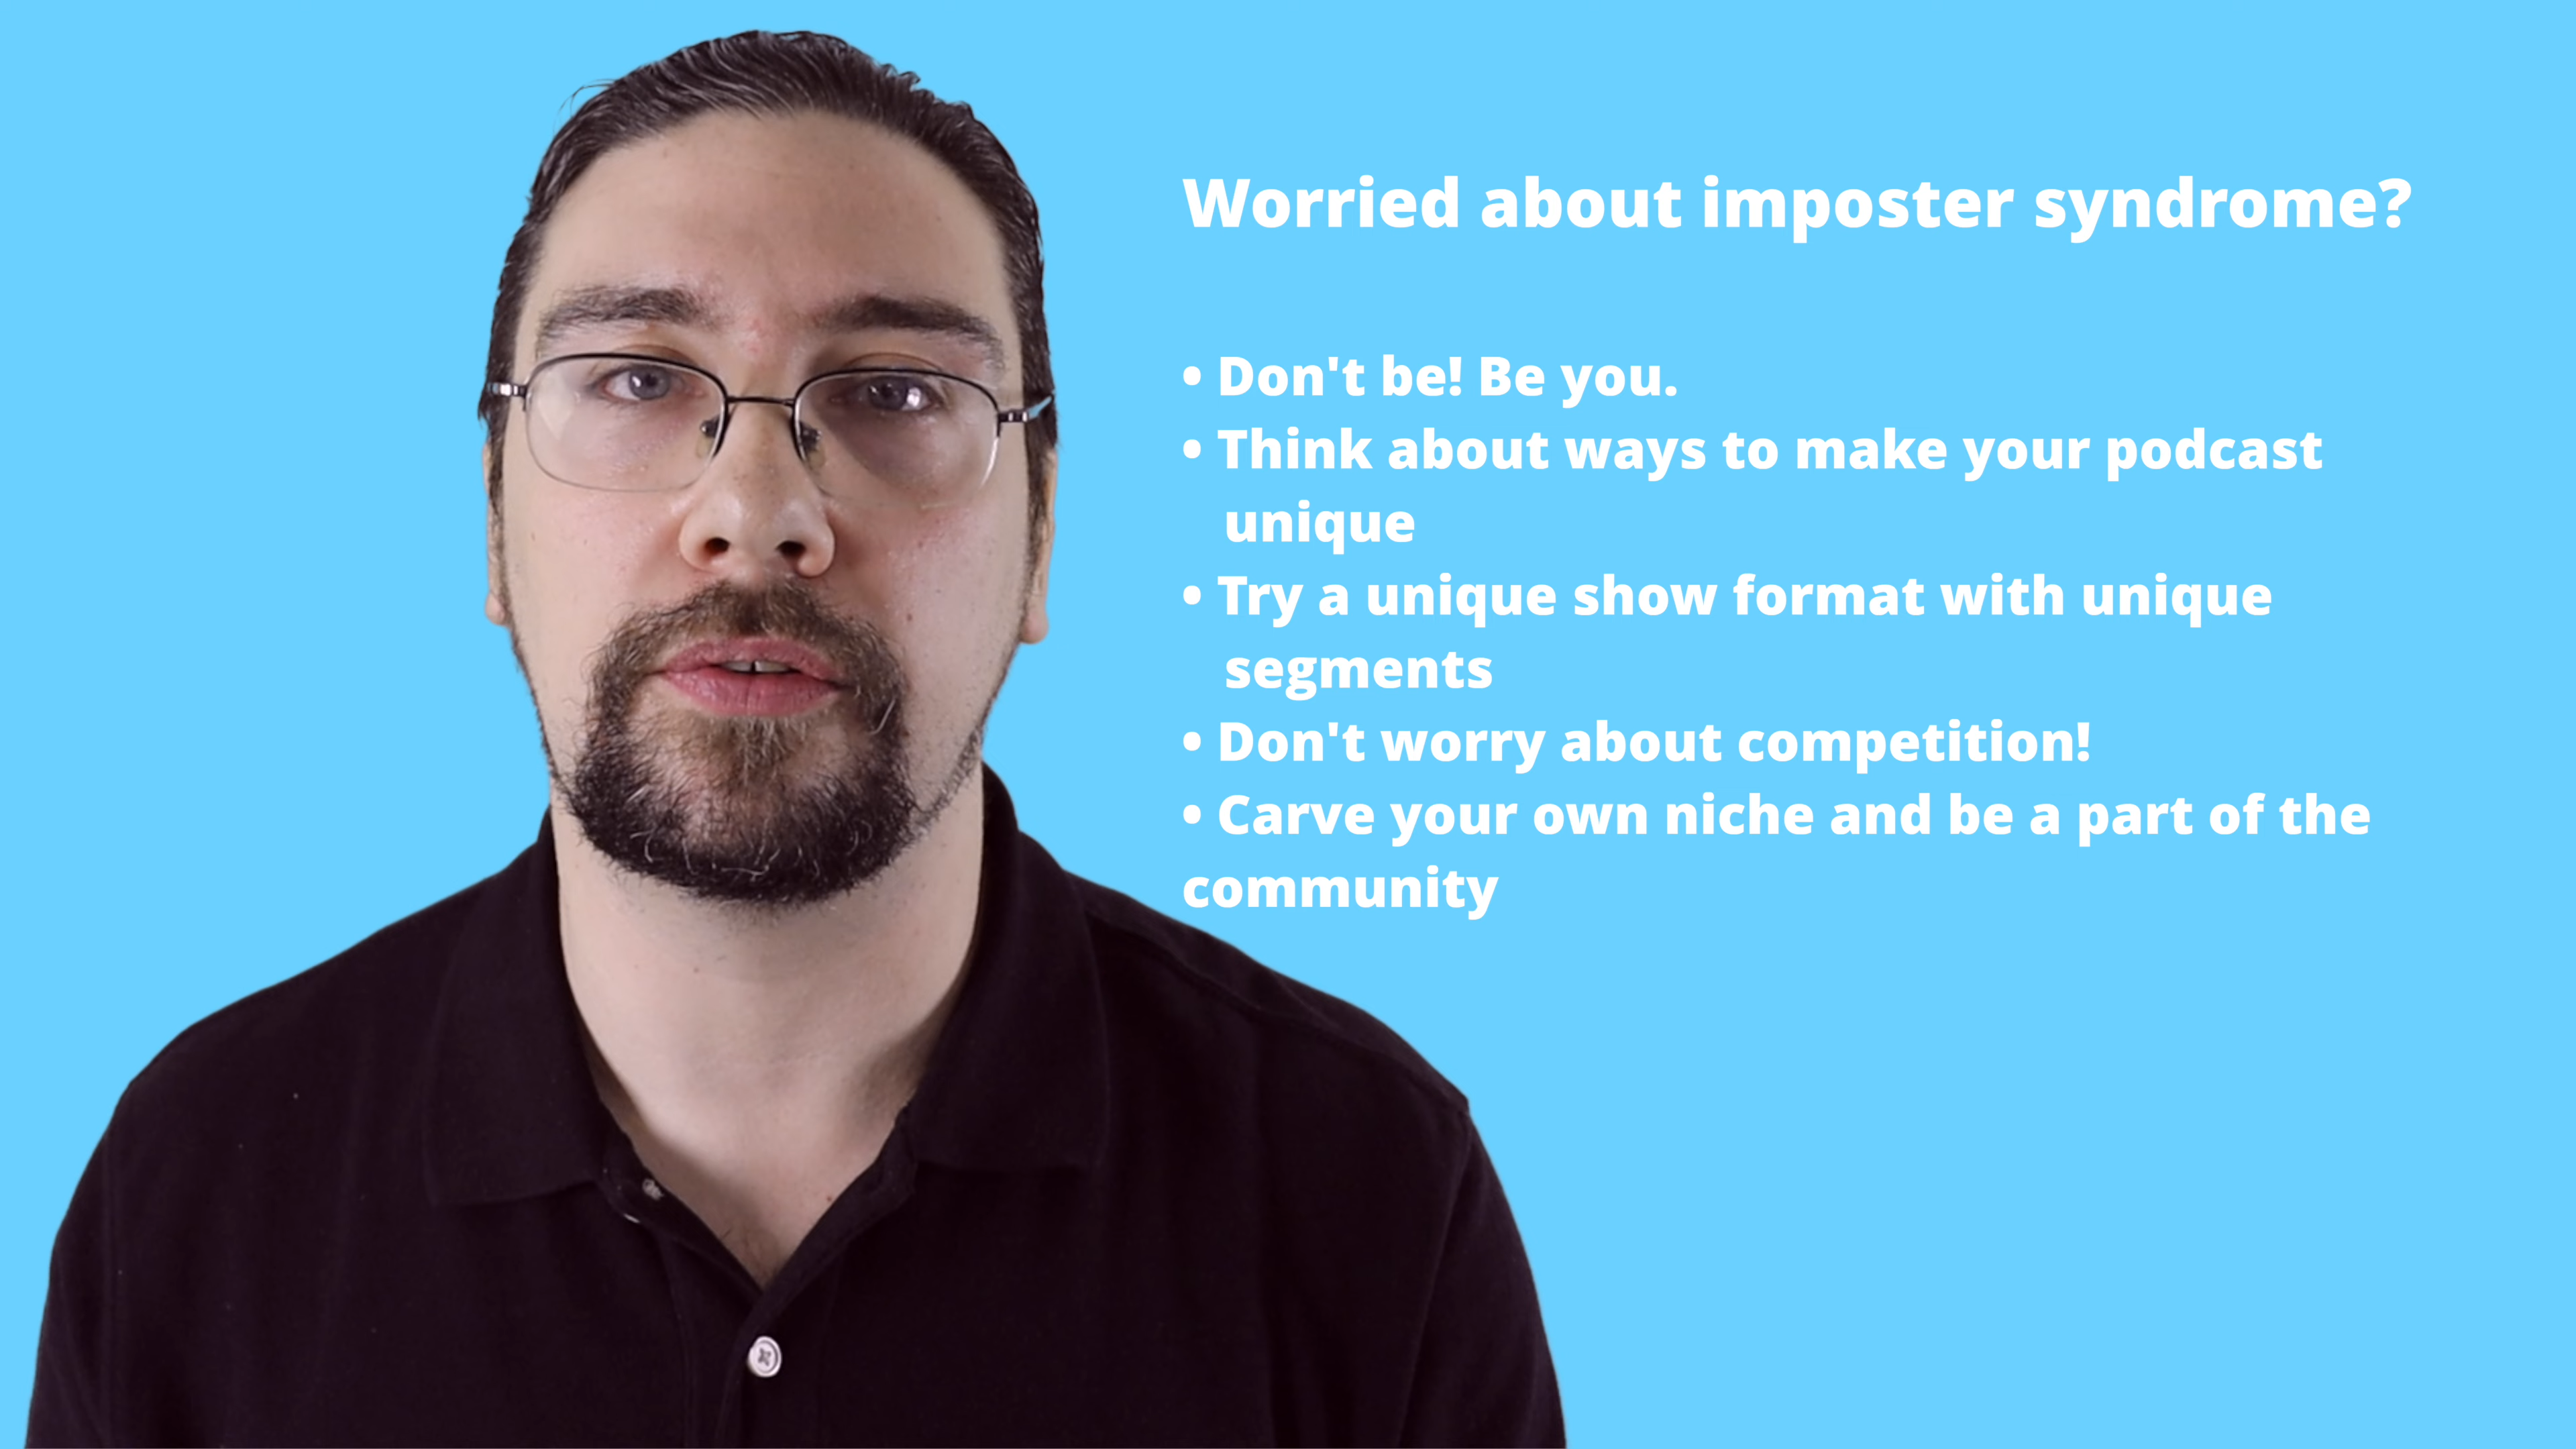 Worried about imposter syndrome?
• Don't be! Be you.
• Think about ways to make your podcast
unique
• Try a unique show format with unique
segments
• Don't worry about competition!
• Carve your own niche and be a part of the
community